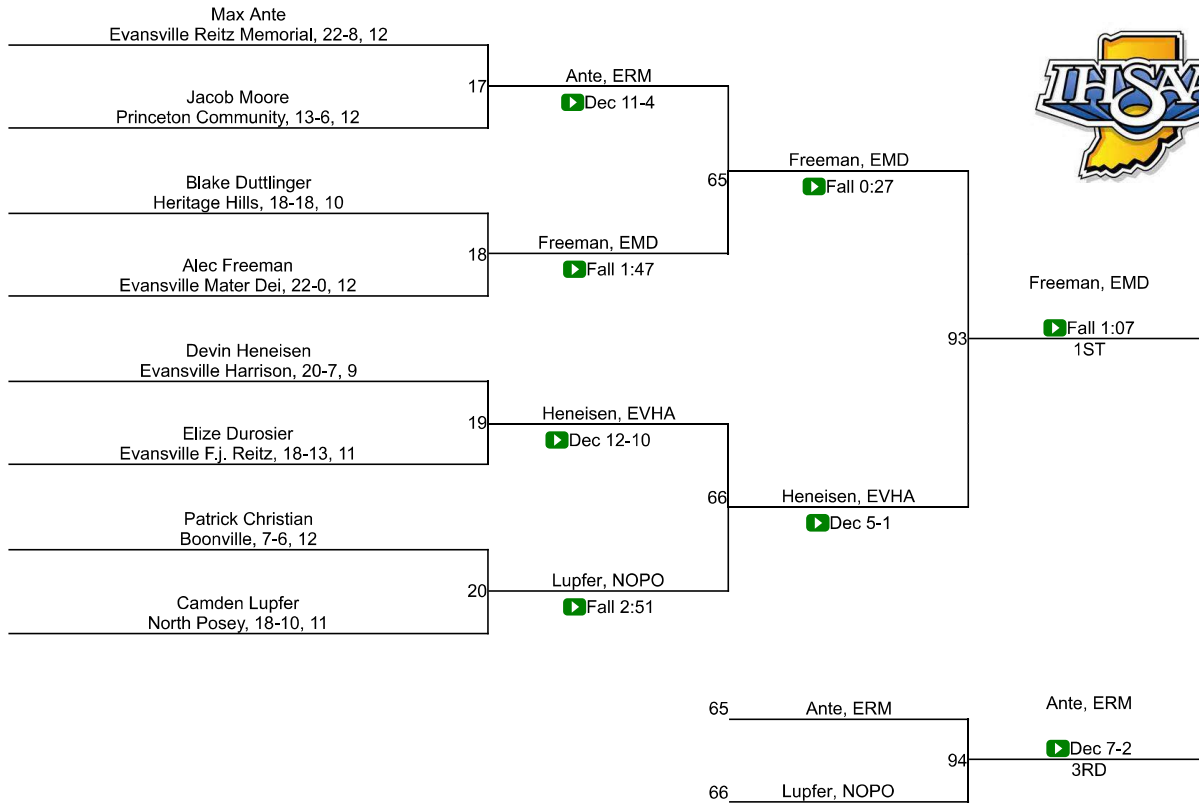 Max Ante
Evansville Reitz Memorial, 22-8, 12
17
Ante, ERM
Dec 11-4
Jacob Moore
Princeton Community, 13-6, 12
IHSAA
65
Freeman, EMD
Fall 0:27
Blake Duttlinger
Heritage Hills, 18-18, 10
18
Freeman, EMD
Fall 1:47
Alec Freeman
Evansville Mater Dei, 22-0, 12
93
Freeman, EMD
Fall 1:07
1ST
Devin Heneisen
Evansville Harrison, 20-7, 9
19
Heneisen, EVHA
Dec 12-10
Elize Durosier
Evansville F.j. Reitz, 18-13, 11
66
Heneisen, EVHA
Dec 5-1
Patrick Christian
Boonville, 7-6, 12
20
Lupfer, NOPO
Fall 2:51
Camden Lupfer
North Posey, 18-10, 11
65
Ante, ERM
94
Ante, ERM
Dec 7-2
3RD
66
Lupfer, NOPO